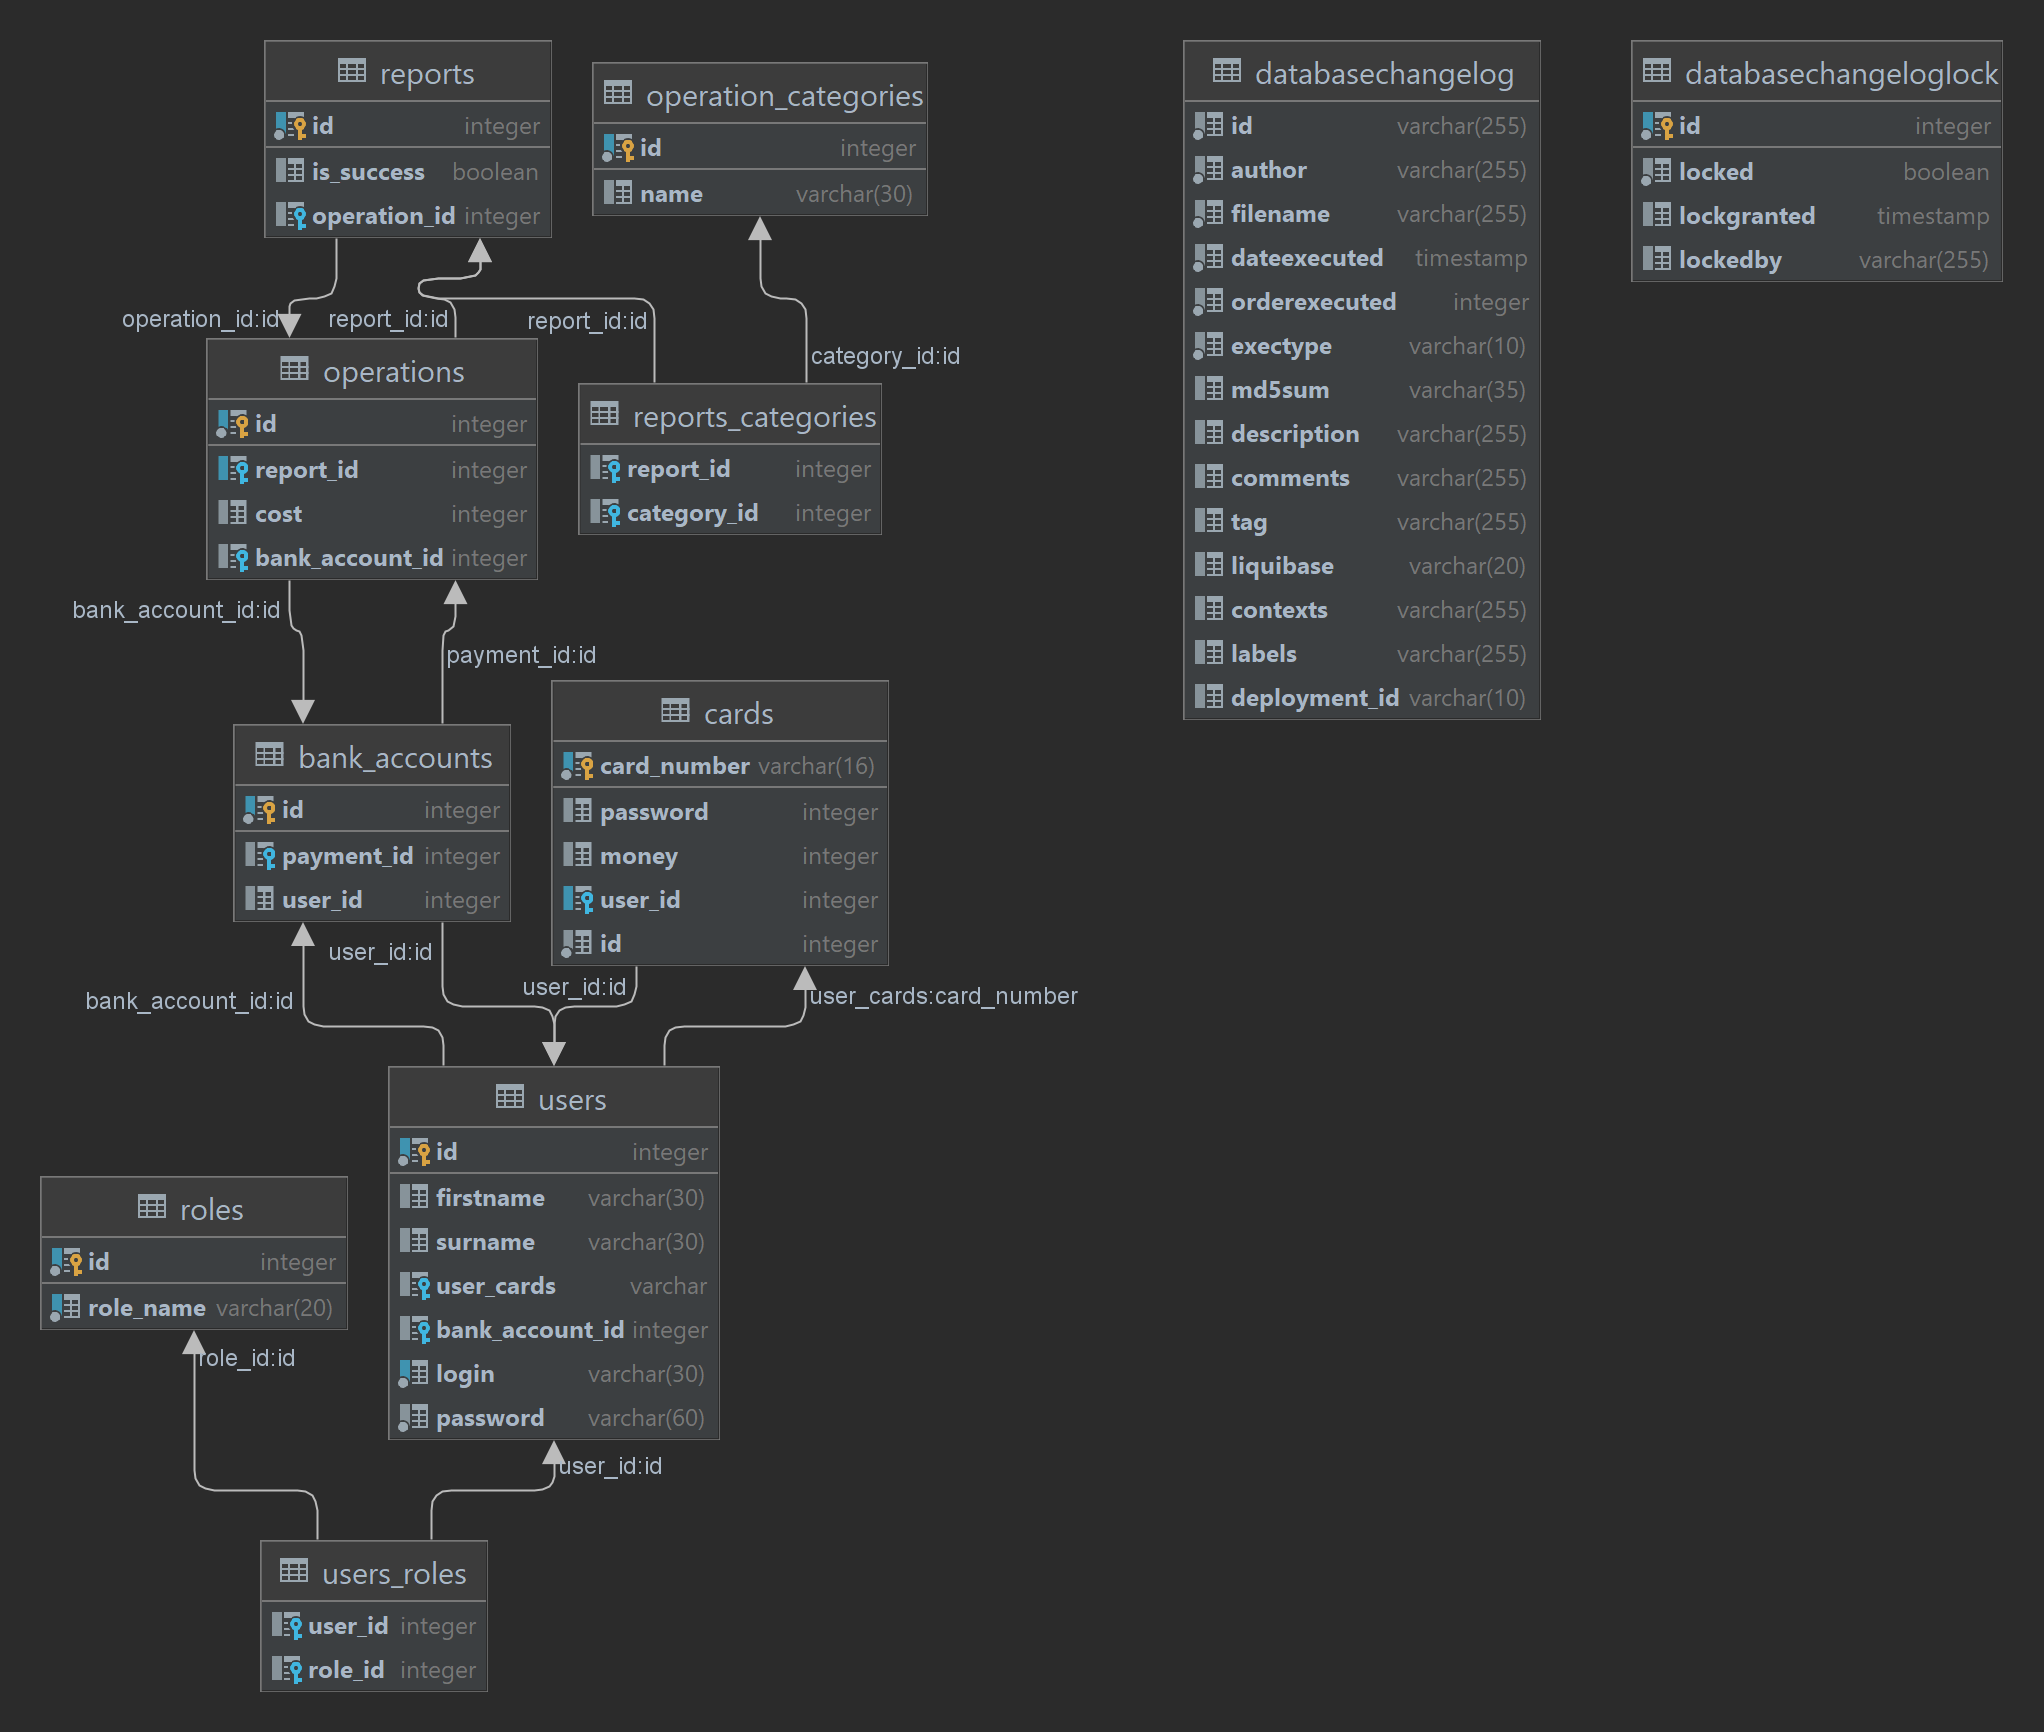 reports
id integer
is_success boolean
operation_id integer
operation_categories
id integer
name varchar(30)
operation_id:id
report_id:id
report_id:id
category_id:id
operations
id integer
report_id integer
cost integer
bank_account_id integer
reports_categories
report_id integer
category_id integer
bank_account_id:id
payment_id:id
bank_accounts
id integer
payment_id integer
user_id integer
cards
card_number varchar(16)
password integer
money integer
user_id integer
id integer
user_id:id
user_id:id
bank_account_id:id
user_cards:card_number
users
id integer
firstname varchar(30)
surname varchar(30)
user_cards varchar
bank_account_id integer
login varchar(30)
password varchar(60)
roles
id integer
role_name varchar(20)
role_id:id
user_id:id
users_roles
user_id integer
role_id integer
databasechangelog
id varchar(255)
author varchar(255)
filename varchar(255)
dateexecuted timestamp
orderexecuted integer
exectype varchar(10)
md5sum varchar(35)
description varchar(255)
comments varchar(255)
tag varchar(255)
liquibase varchar(20)
contexts varchar(255)
labels varchar(255)
deployment_id varchar(10)
databasechangeloglock
id integer
locked boolean
lockgranted timestamp
lockedby varchar(255)